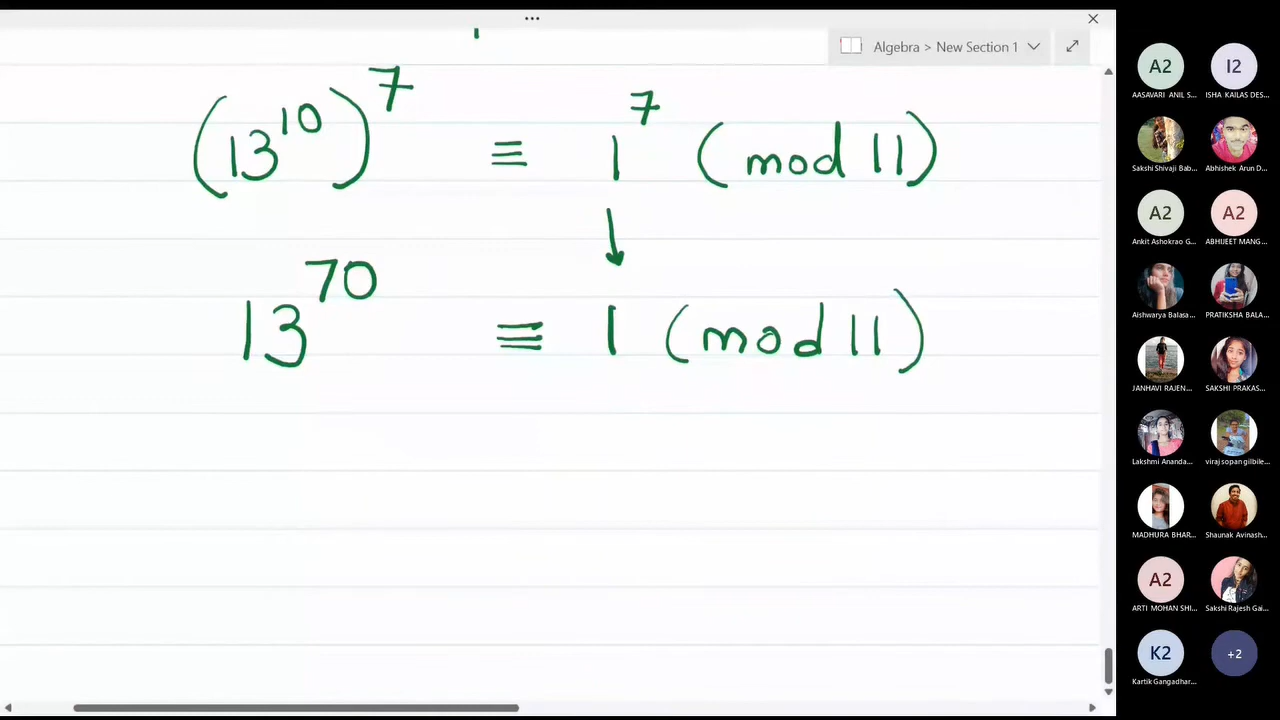 Algebra > New Section 1
(13^10)^7 ≡ 1^7 (mod 11)
↓
13^70 ≡ 1 (mod 11)
A2 I2
AASAVARI ANIL S... ISHA KAILAS DES...
Sakshi Shivaji Bab... Abhishek Arun D...
A2 A2
Ankit Ashokrao G... ABHIJEET MANG...
Aishwarya Balasa... PRATIKSHA BALA...
JANHAVI RAJEN... SAKSHI PRAKAS...
Lakshmi Ananda... viraj sopan gilbile...
MADHURA BHAR... Shaunak Avinash...
A2
ARTI MOHAN SHI... Sakshi Rajesh Gai...
K2 +2
Kartik Gangadhar...